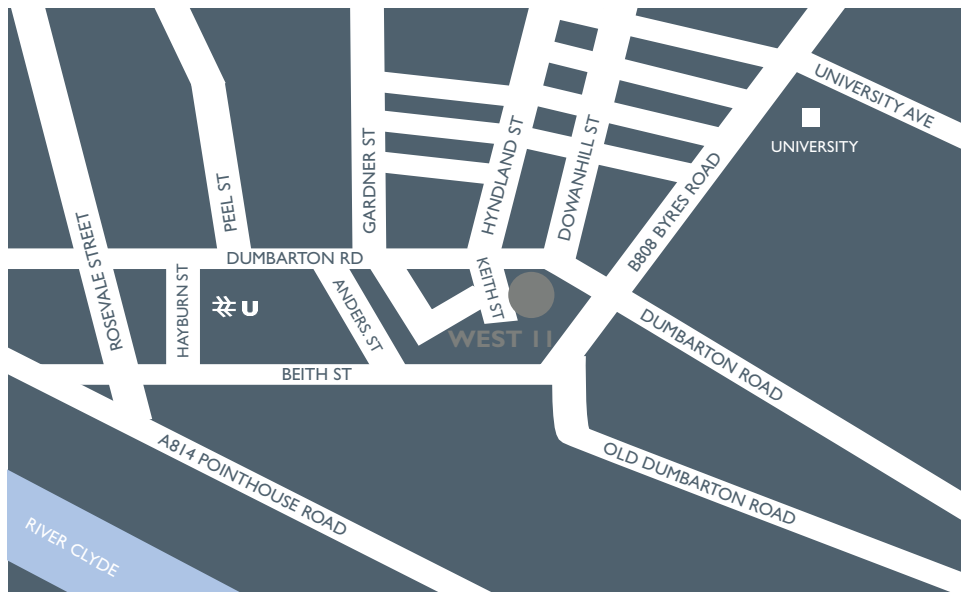 UNIVERSITY AVE
UNIVERSITY
GARDNER ST
HYNDLAND ST
DOWANHILL ST
B808 BYRES ROAD
PEEL ST
ROSEVALE STREET
DUMBARTON RD
HAYBURN ST
U
ANDERS. ST
KEITH ST
WEST 11
DUMBARTON ROAD
BEITH ST
A814 POINTHOUSE ROAD
OLD DUMBARTON ROAD
RIVER CLYDE